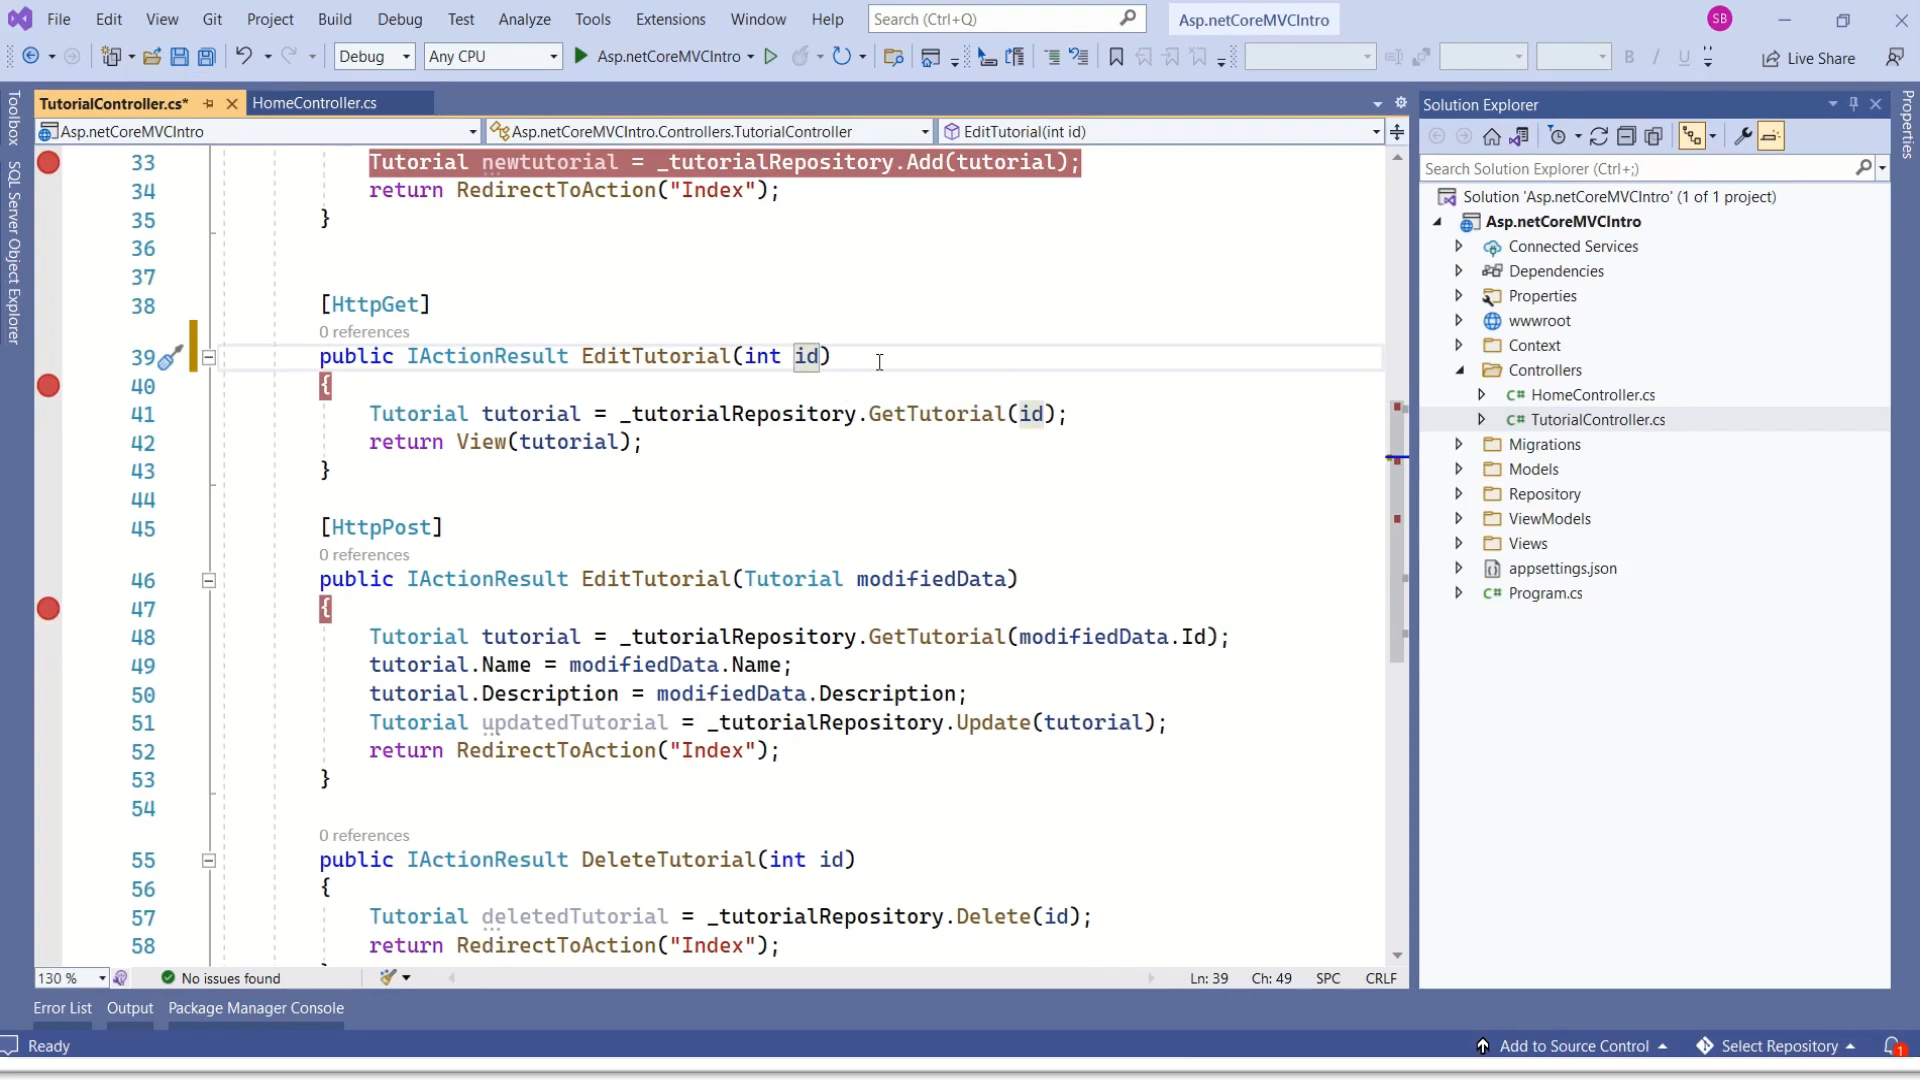 File Edit View Git Project Build Debug Test Analyze Tools Extensions Window Help Search (Ctrl+Q) Asp.netCoreMVCIntro SB
Debug Any CPU Asp.netCoreMVCIntro B I U Live Share
Toolbox
SQL Server Object Explorer
TutorialController.cs* HomeController.cs
Asp.netCoreMVCIntro Asp.netCoreMVCIntro.Controllers.TutorialController EditTutorial(int id)
33 Tutorial newtutorial = _tutorialRepository.Add(tutorial);
34 return RedirectToAction("Index");
35 }
36
37
38 [HttpGet]
0 references
39 public IActionResult EditTutorial(int id)
40 {
41 Tutorial tutorial = _tutorialRepository.GetTutorial(id);
42 return View(tutorial);
43 }
44
45 [HttpPost]
0 references
46 public IActionResult EditTutorial(Tutorial modifiedData)
47 {
48 Tutorial tutorial = _tutorialRepository.GetTutorial(modifiedData.Id);
49 tutorial.Name = modifiedData.Name;
50 tutorial.Description = modifiedData.Description;
51 Tutorial updatedTutorial = _tutorialRepository.Update(tutorial);
52 return RedirectToAction("Index");
53 }
54
0 references
55 public IActionResult DeleteTutorial(int id)
56 {
57 Tutorial deletedTutorial = _tutorialRepository.Delete(id);
58 return RedirectToAction("Index");
130 % No issues found Ln: 39 Ch: 49 SPC CRLF
Solution Explorer
Search Solution Explorer (Ctrl+;)
Solution 'Asp.netCoreMVCIntro' (1 of 1 project)
Asp.netCoreMVCIntro
Connected Services
Dependencies
Properties
wwwroot
Context
Controllers
C# HomeController.cs
C# TutorialController.cs
Migrations
Models
Repository
ViewModels
Views
appsettings.json
C# Program.cs
Properties
Error List Output Package Manager Console
Ready Add to Source Control Select Repository 1